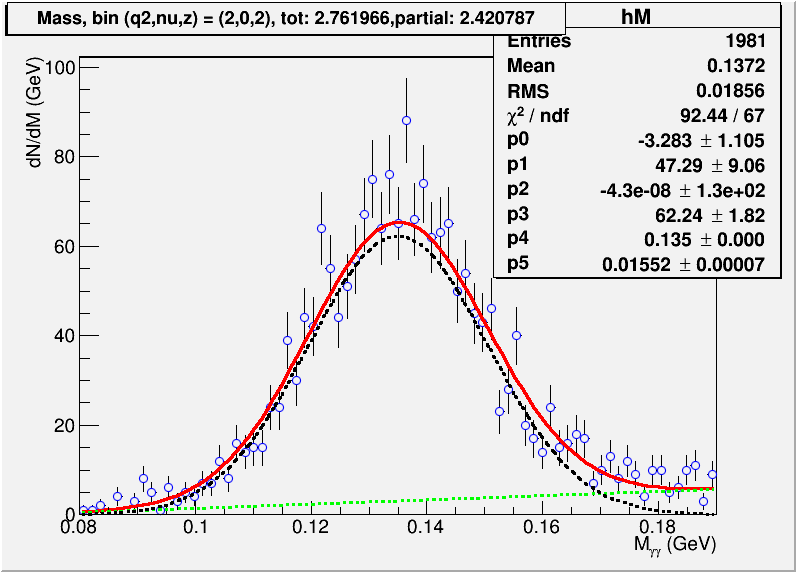 Mass, bin (q2,nu,z) = (2,0,2), tot: 2.761966,partial: 2.420787
hM
Entries 1981
Mean 0.1372
RMS 0.01856
χ² / ndf 92.44 / 67
p0 -3.283 ± 1.105
p1 47.29 ± 9.06
p2 -4.3e-08 ± 1.3e+02
p3 62.24 ± 1.82
p4 0.135 ± 0.000
p5 0.01552 ± 0.00007
dN/dM (GeV)
100
80
60
40
20
0
0.08 0.1 0.12 0.14 0.16 0.18
Mγγ (GeV)